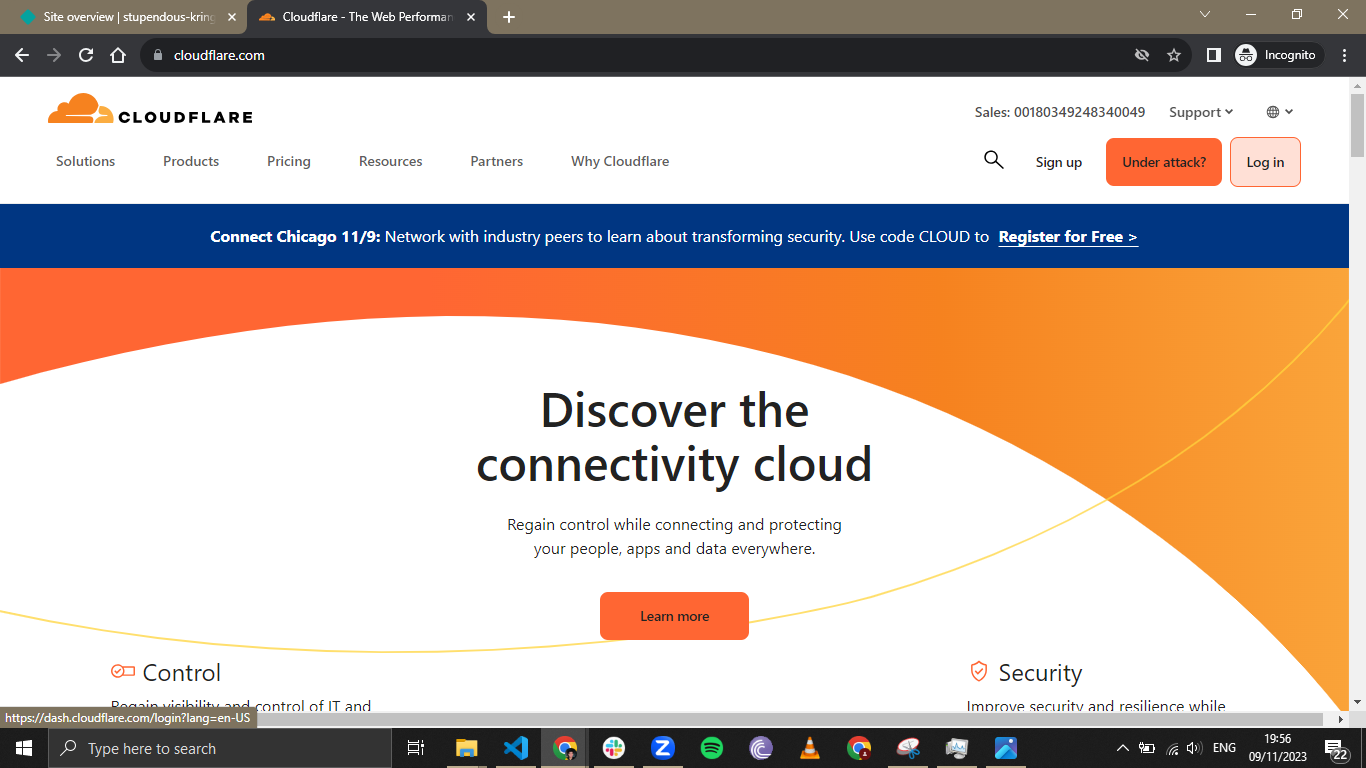 Site overview | stupendous-kring
Cloudflare - The Web Performan
cloudflare.com
Incognito
CLOUDFLARE
Sales: 00180349248340049
Support
Solutions
Products
Pricing
Resources
Partners
Why Cloudflare
Sign up
Under attack?
Log in
Connect Chicago 11/9: Network with industry peers to learn about transforming security. Use code CLOUD to Register for Free >
Discover the
connectivity cloud
Regain control while connecting and protecting
your people, apps and data everywhere.
Learn more
Control
Security
Regain visibility and control of IT and
Improve security and resilience while
https://dash.cloudflare.com/login?lang=en-US
Type here to search
ENG
19:56
09/11/2023
22